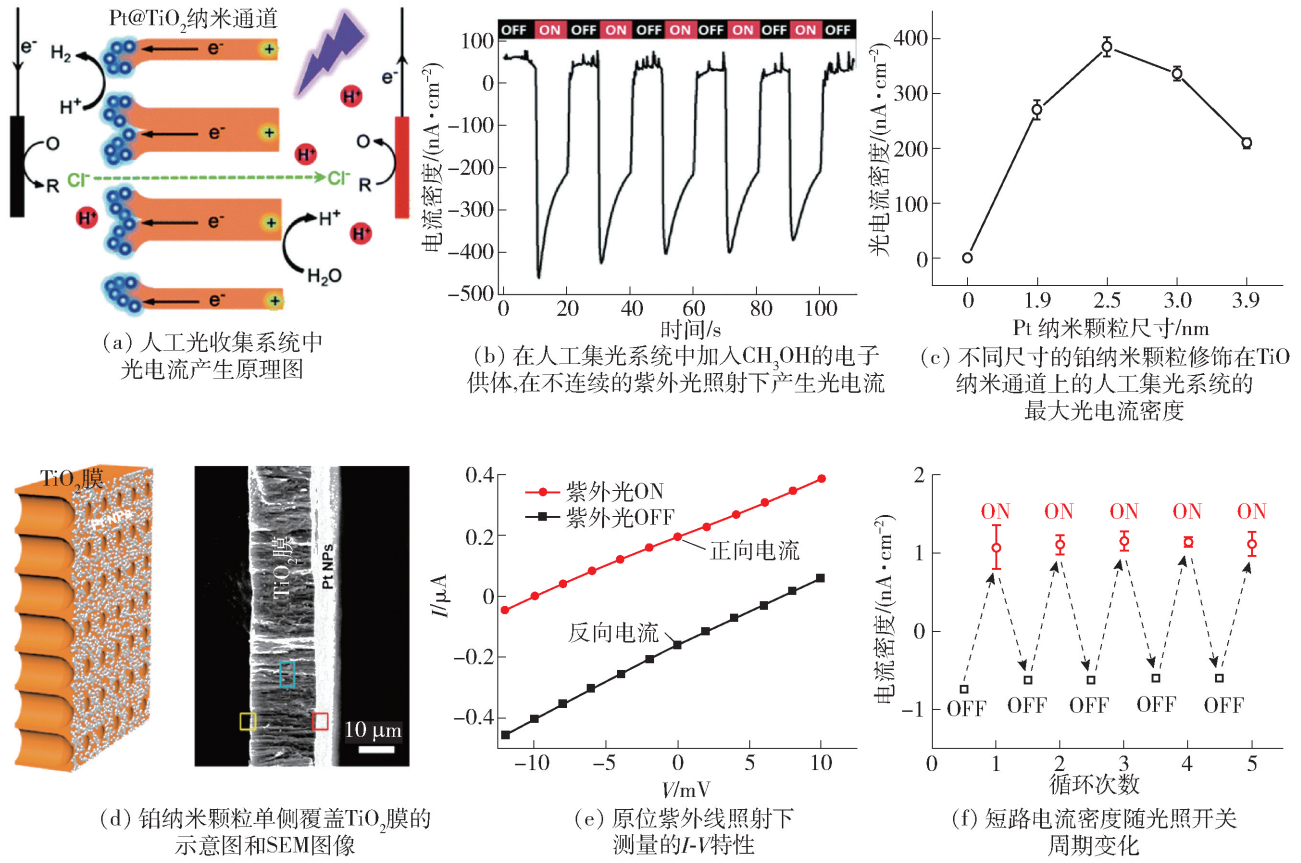 Pt@TiO₂纳米通道
e⁻
H₂
H⁺
O
R
Cl⁻
H⁺
e⁻
+
e⁻
+
e⁻
+
e⁻
+
H⁺
H⁺
Cl⁻
H⁺
H⁺
H₂O
e⁻
O
R
(a) 人工光收集系统中
光电流产生原理图
OFF ON OFF ON OFF ON OFF ON OFF ON OFF
100
0
−100
−200
−300
−400
−500
电流密度/(nA·cm⁻²)
0 20 40 60 80 100
时间/s
(b) 在人工集光系统中加入CH₃OH的电子
供体,在不连续的紫外光照射下产生光电流
400
300
200
100
0
光电流密度/(nA·cm⁻²)
0 1.9 2.5 3.0 3.9
Pt 纳米颗粒尺寸/nm
(c) 不同尺寸的铂纳米颗粒修饰在TiO
纳米通道上的人工集光系统的
最大光电流密度
TiO₂膜
Pt NPs
TiO₂膜
Pt NPs
10 μm
(d) 铂纳米颗粒单侧覆盖TiO₂膜的
示意图和SEM图像
0.4
0.2
0
−0.2
−0.4
I/μA
紫外光ON
紫外光OFF
正向电流
反向电流
−10 −5 0 5 10
V/mV
(e) 原位紫外线照射下
测量的I-V特性
2
1
0
−1
电流密度/(nA·cm⁻²)
ON ON ON ON ON
OFF OFF OFF OFF OFF
0 1 2 3 4 5
循环次数
(f) 短路电流密度随光照开关
周期变化